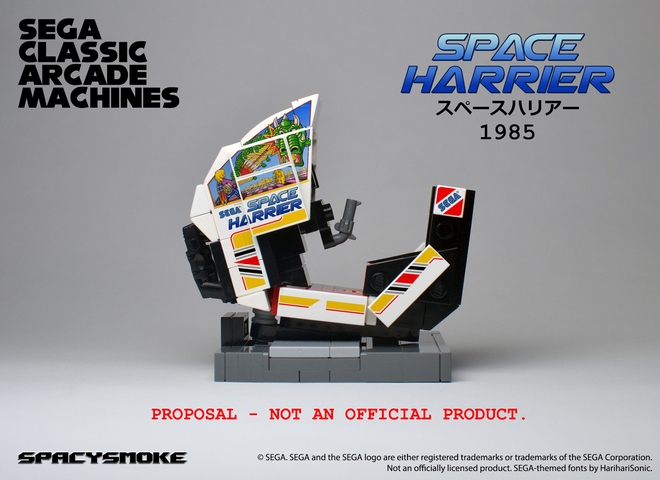 SEGA
CLASSIC
ARCADE
MACHINES
SPACE
HARRIER
スペースハリアー
1985
SEGA SPACE
HARRIER
SEGA
PROPOSAL - NOT AN OFFICIAL PRODUCT.
SPACYSMOKE
© SEGA. SEGA and the SEGA logo are either registered trademarks or trademarks of the SEGA Corporation.
Not an officially licensed product. SEGA-themed fonts by HarihariSonic.